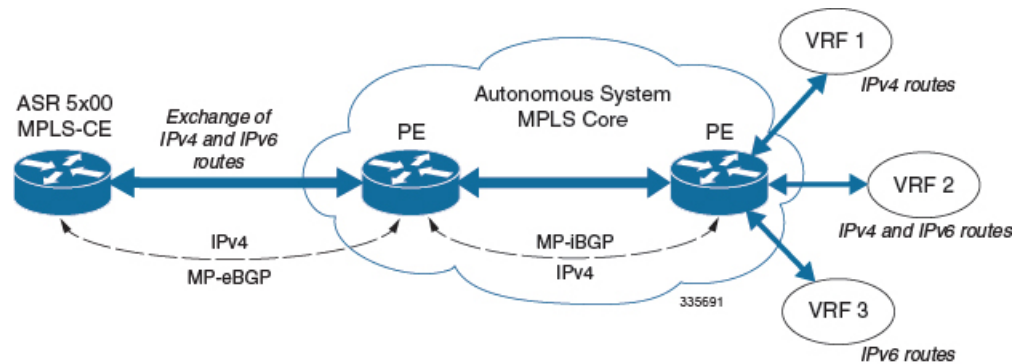 ASR 5x00
MPLS-CE
Exchange of
IPv4 and IPv6
routes
PE
Autonomous System
MPLS Core
PE
VRF 1
IPv4 routes
VRF 2
IPv4 and IPv6 routes
VRF 3
IPv6 routes
IPv4
MP-eBGP
MP-iBGP
IPv4
335691